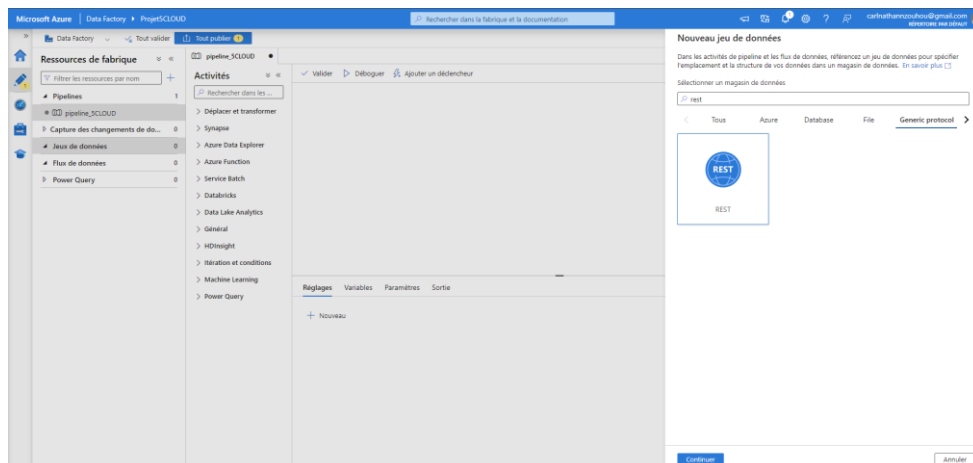 Microsoft Azure | Data Factory ▸ ProjetSCLOUD
Rechercher dans la fabrique et la documentation
1
?
carlnathannzouhou@gmail.com
RÉPERTOIRE PAR DÉFAUT
Data Factory
Tout valider
Tout publier 1
Ressources de fabrique
Filtrer les ressources par nom
Pipelines 1
pipeline_5CLOUD
Capture des changements de do... 0
Jeux de données 0
Flux de données 0
Power Query 0
pipeline_5CLOUD
Activités
Rechercher dans les ...
Déplacer et transformer
Synapse
Azure Data Explorer
Azure Function
Service Batch
Databricks
Data Lake Analytics
Général
HDInsight
Itération et conditions
Machine Learning
Power Query
Valider Déboguer Ajouter un déclencheur
Réglages Variables Paramètres Sortie
Nouveau
Nouveau jeu de données
Dans les activités de pipeline et les flux de données, référencez un jeu de données pour spécifier
l'emplacement et la structure de vos données dans un magasin de données. En savoir plus
Sélectionner un magasin de données
rest
Tous Azure Database File Generic protocol
REST
REST
Continuer Annuler